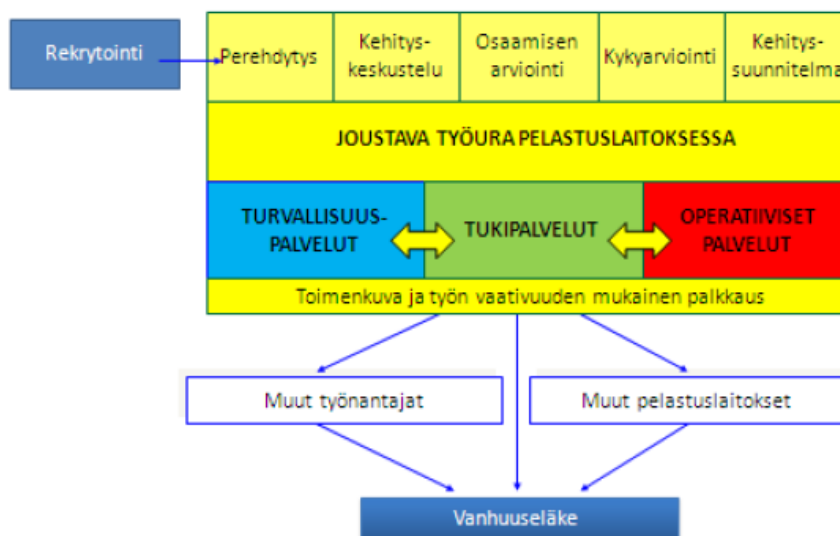 Rekrytointi
Perehdytys
Kehitys-
keskustelu
Osaamisen
arviointi
Kykyarviointi
Kehitys-
suunnitelma
JOUSTAVA TYÖURA PELASTUSLAITOKSESSA
TURVALLISUUS-
PALVELUT
TUKIPALVELUT
OPERATIIVISET
PALVELUT
Toimenkuva ja työn vaativuuden mukainen palkkaus
Muut työnantajat
Muut pelastuslaitokset
Vanhuuseläke